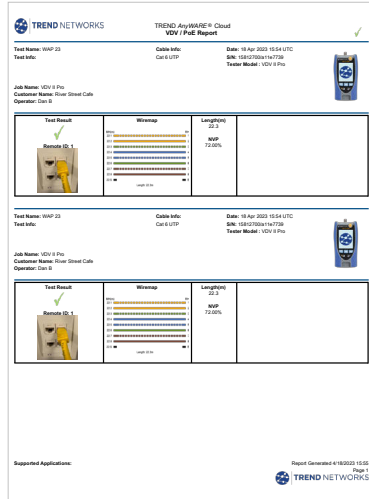 TREND NETWORKS
TREND AnyWARE® Cloud
VDV / PoE Report
Test Name: WAP 23
Cable Info:
Date: 18 Apr 2023 15:54 UTC
Test Info:
Cat 6 UTP
S/N: 15812700a11e7739
Tester Model : VDV II Pro
Job Name: VDV II Pro
Customer Name: River Street Cafe
Operator: Dan B
Test Result
Wiremap
Length(m)
22.3
Remote ID: 1
NVP
72.00%
Test Name: WAP 23
Cable Info:
Date: 18 Apr 2023 15:54 UTC
Test Info:
Cat 6 UTP
S/N: 15812700a11e7739
Tester Model : VDV II Pro
Job Name: VDV II Pro
Customer Name: River Street Cafe
Operator: Dan B
Test Result
Wiremap
Length(m)
22.3
Remote ID: 1
NVP
72.00%
Supported Applications:
Report Generated 4/18/2023 15:55
Page 1
TREND NETWORKS